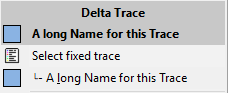 Delta Trace
A long Name for this Trace
Select fixed trace
└- A long Name for this Trace